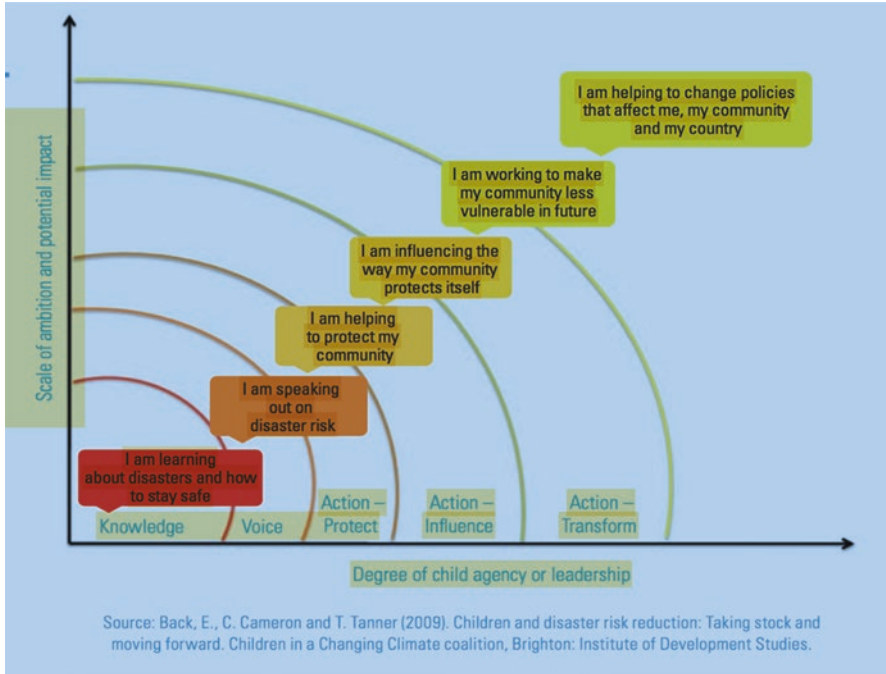 I am helping to change policies
that affect me, my community
and my country
I am working to make
my community less
vulnerable in future
I am influencing the
way my community
protects itself
I am helping
to protect my
community
I am speaking
out on
disaster risk
I am learning
about disasters and how
to stay safe
Scale of ambition and potential impact
Knowledge
Voice
Action –
Protect
Action –
Influence
Action –
Transform
Degree of child agency or leadership
Source: Back, E., C. Cameron and T. Tanner (2009). Children and disaster risk reduction: Taking stock and
moving forward. Children in a Changing Climate coalition, Brighton: Institute of Development Studies.